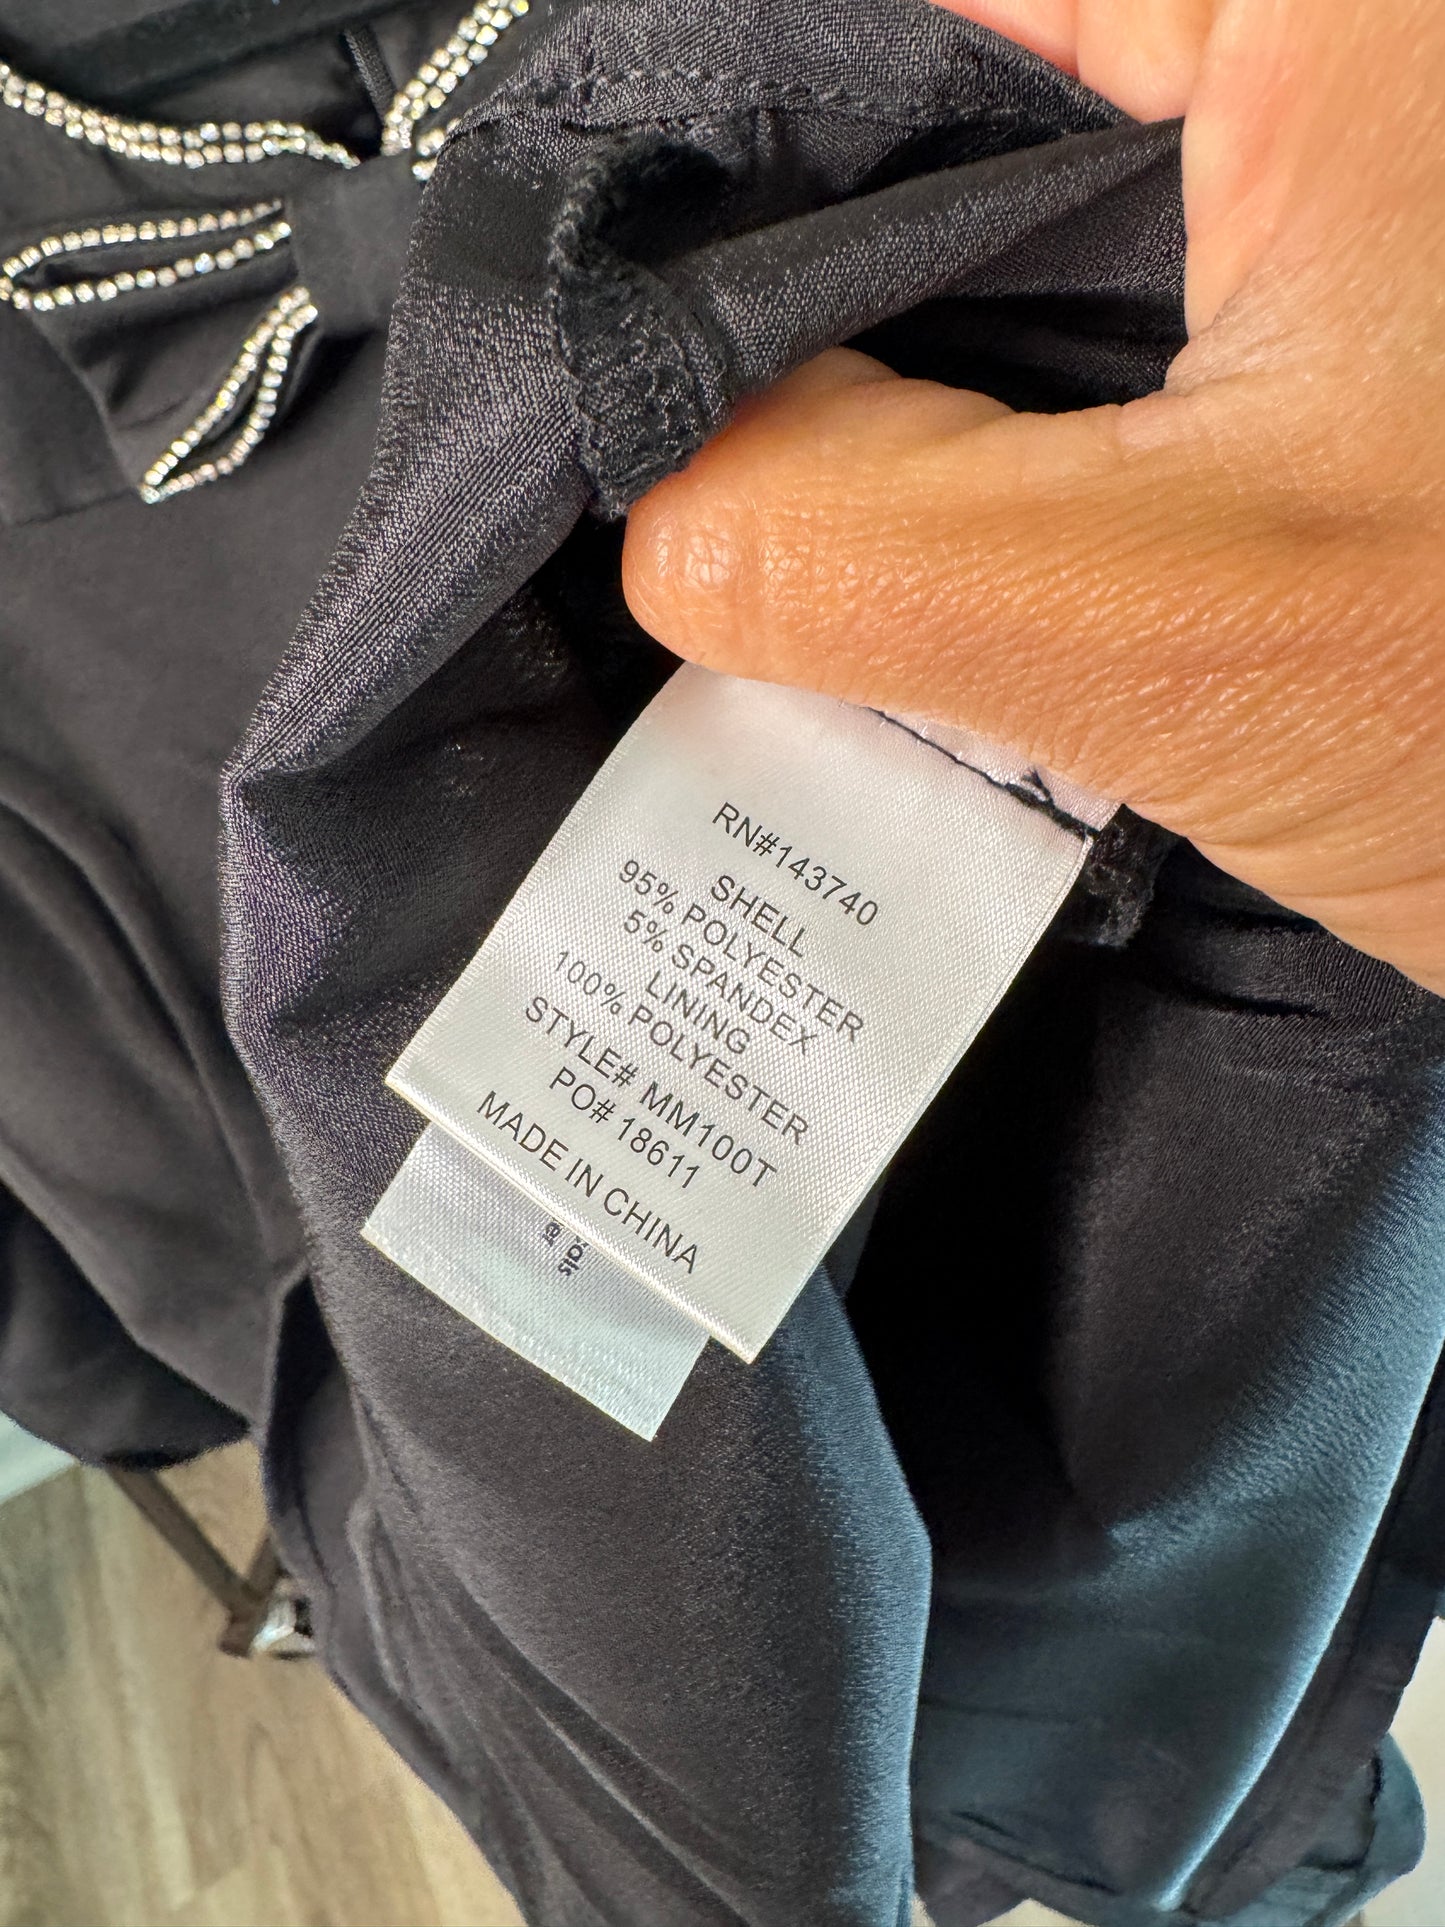 RN#143740
SHELL
95% POLYESTER
5% SPANDEX
LINING
100% POLYESTER
STYLE# MM100T
PO# 18611
MADE IN CHINA